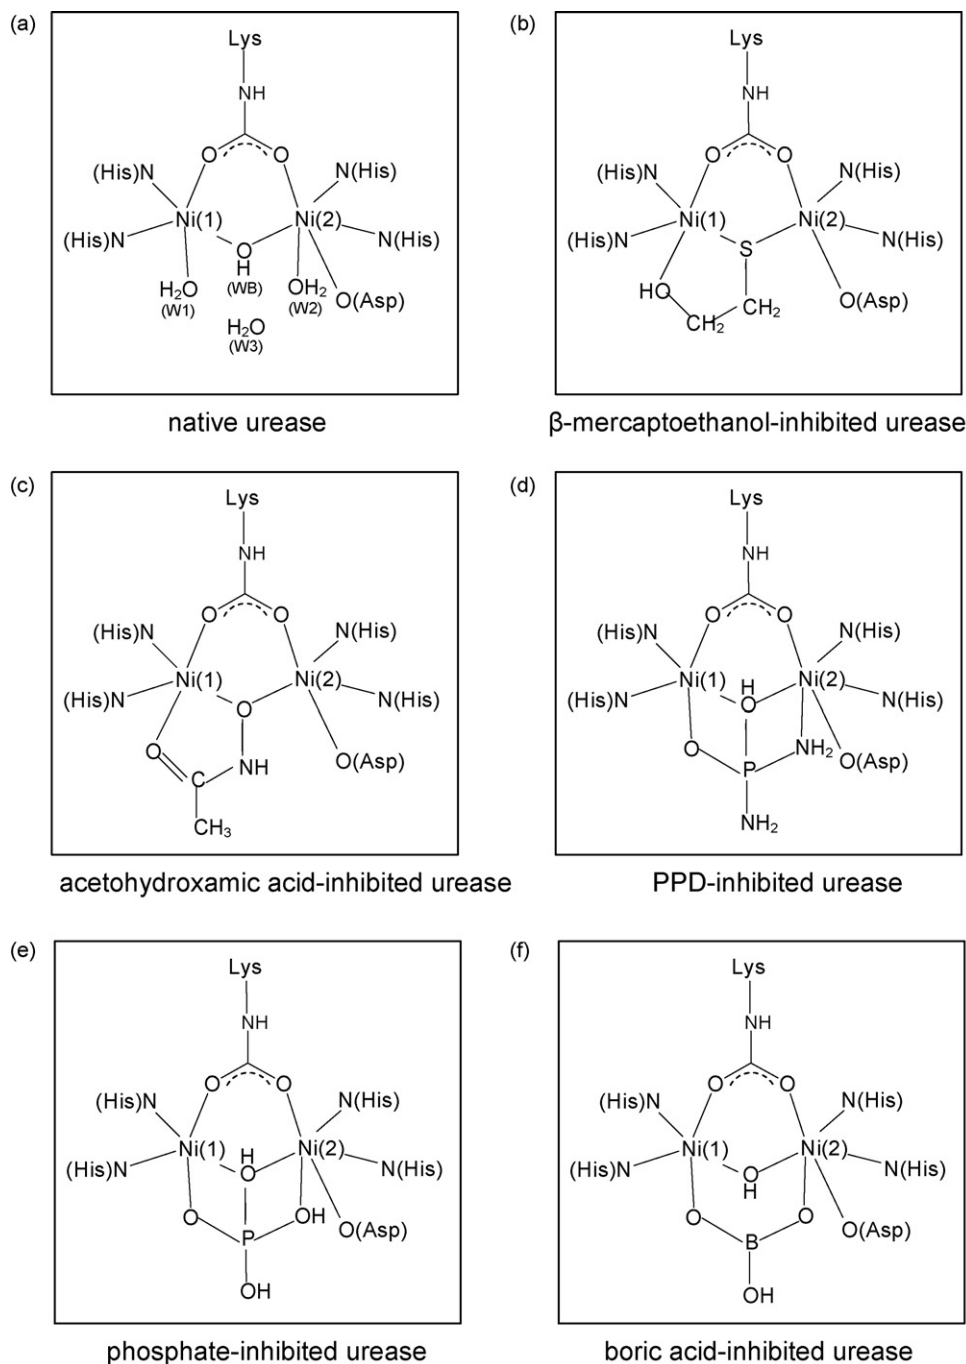 (a)
Lys
NH
O O
(His)N N(His)
Ni(1) Ni(2)
(His)N O N(His)
H
H₂O (WB) OH₂
(W1) (W2) O(Asp)
H₂O
(W3)
native urease
(b)
Lys
NH
O O
(His)N N(His)
Ni(1) Ni(2)
(His)N S N(His)
HO O(Asp)
CH₂
CH₂
β-mercaptoethanol-inhibited urease
(c)
Lys
NH
O O
(His)N N(His)
Ni(1) Ni(2)
(His)N O N(His)
O
C NH O(Asp)
CH₃
acetohydroxamic acid-inhibited urease
(d)
Lys
NH
O O
(His)N N(His)
Ni(1) H Ni(2)
(His)N O N(His)
O NH₂
P O(Asp)
NH₂
PPD-inhibited urease
(e)
Lys
NH
O O
(His)N N(His)
Ni(1) H Ni(2)
(His)N O N(His)
O OH
P O(Asp)
OH
phosphate-inhibited urease
(f)
Lys
NH
O O
(His)N N(His)
Ni(1) Ni(2)
(His)N O N(His)
H
O O
B O(Asp)
OH
boric acid-inhibited urease